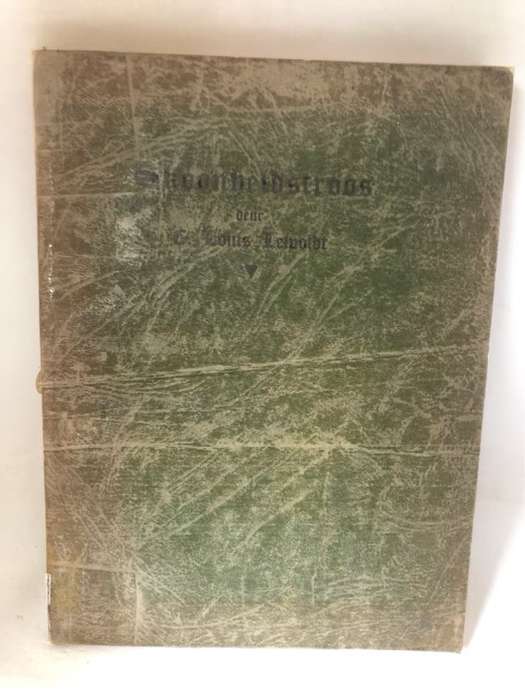 Skoonheidstroos
deur
C. Louis Leipoldt